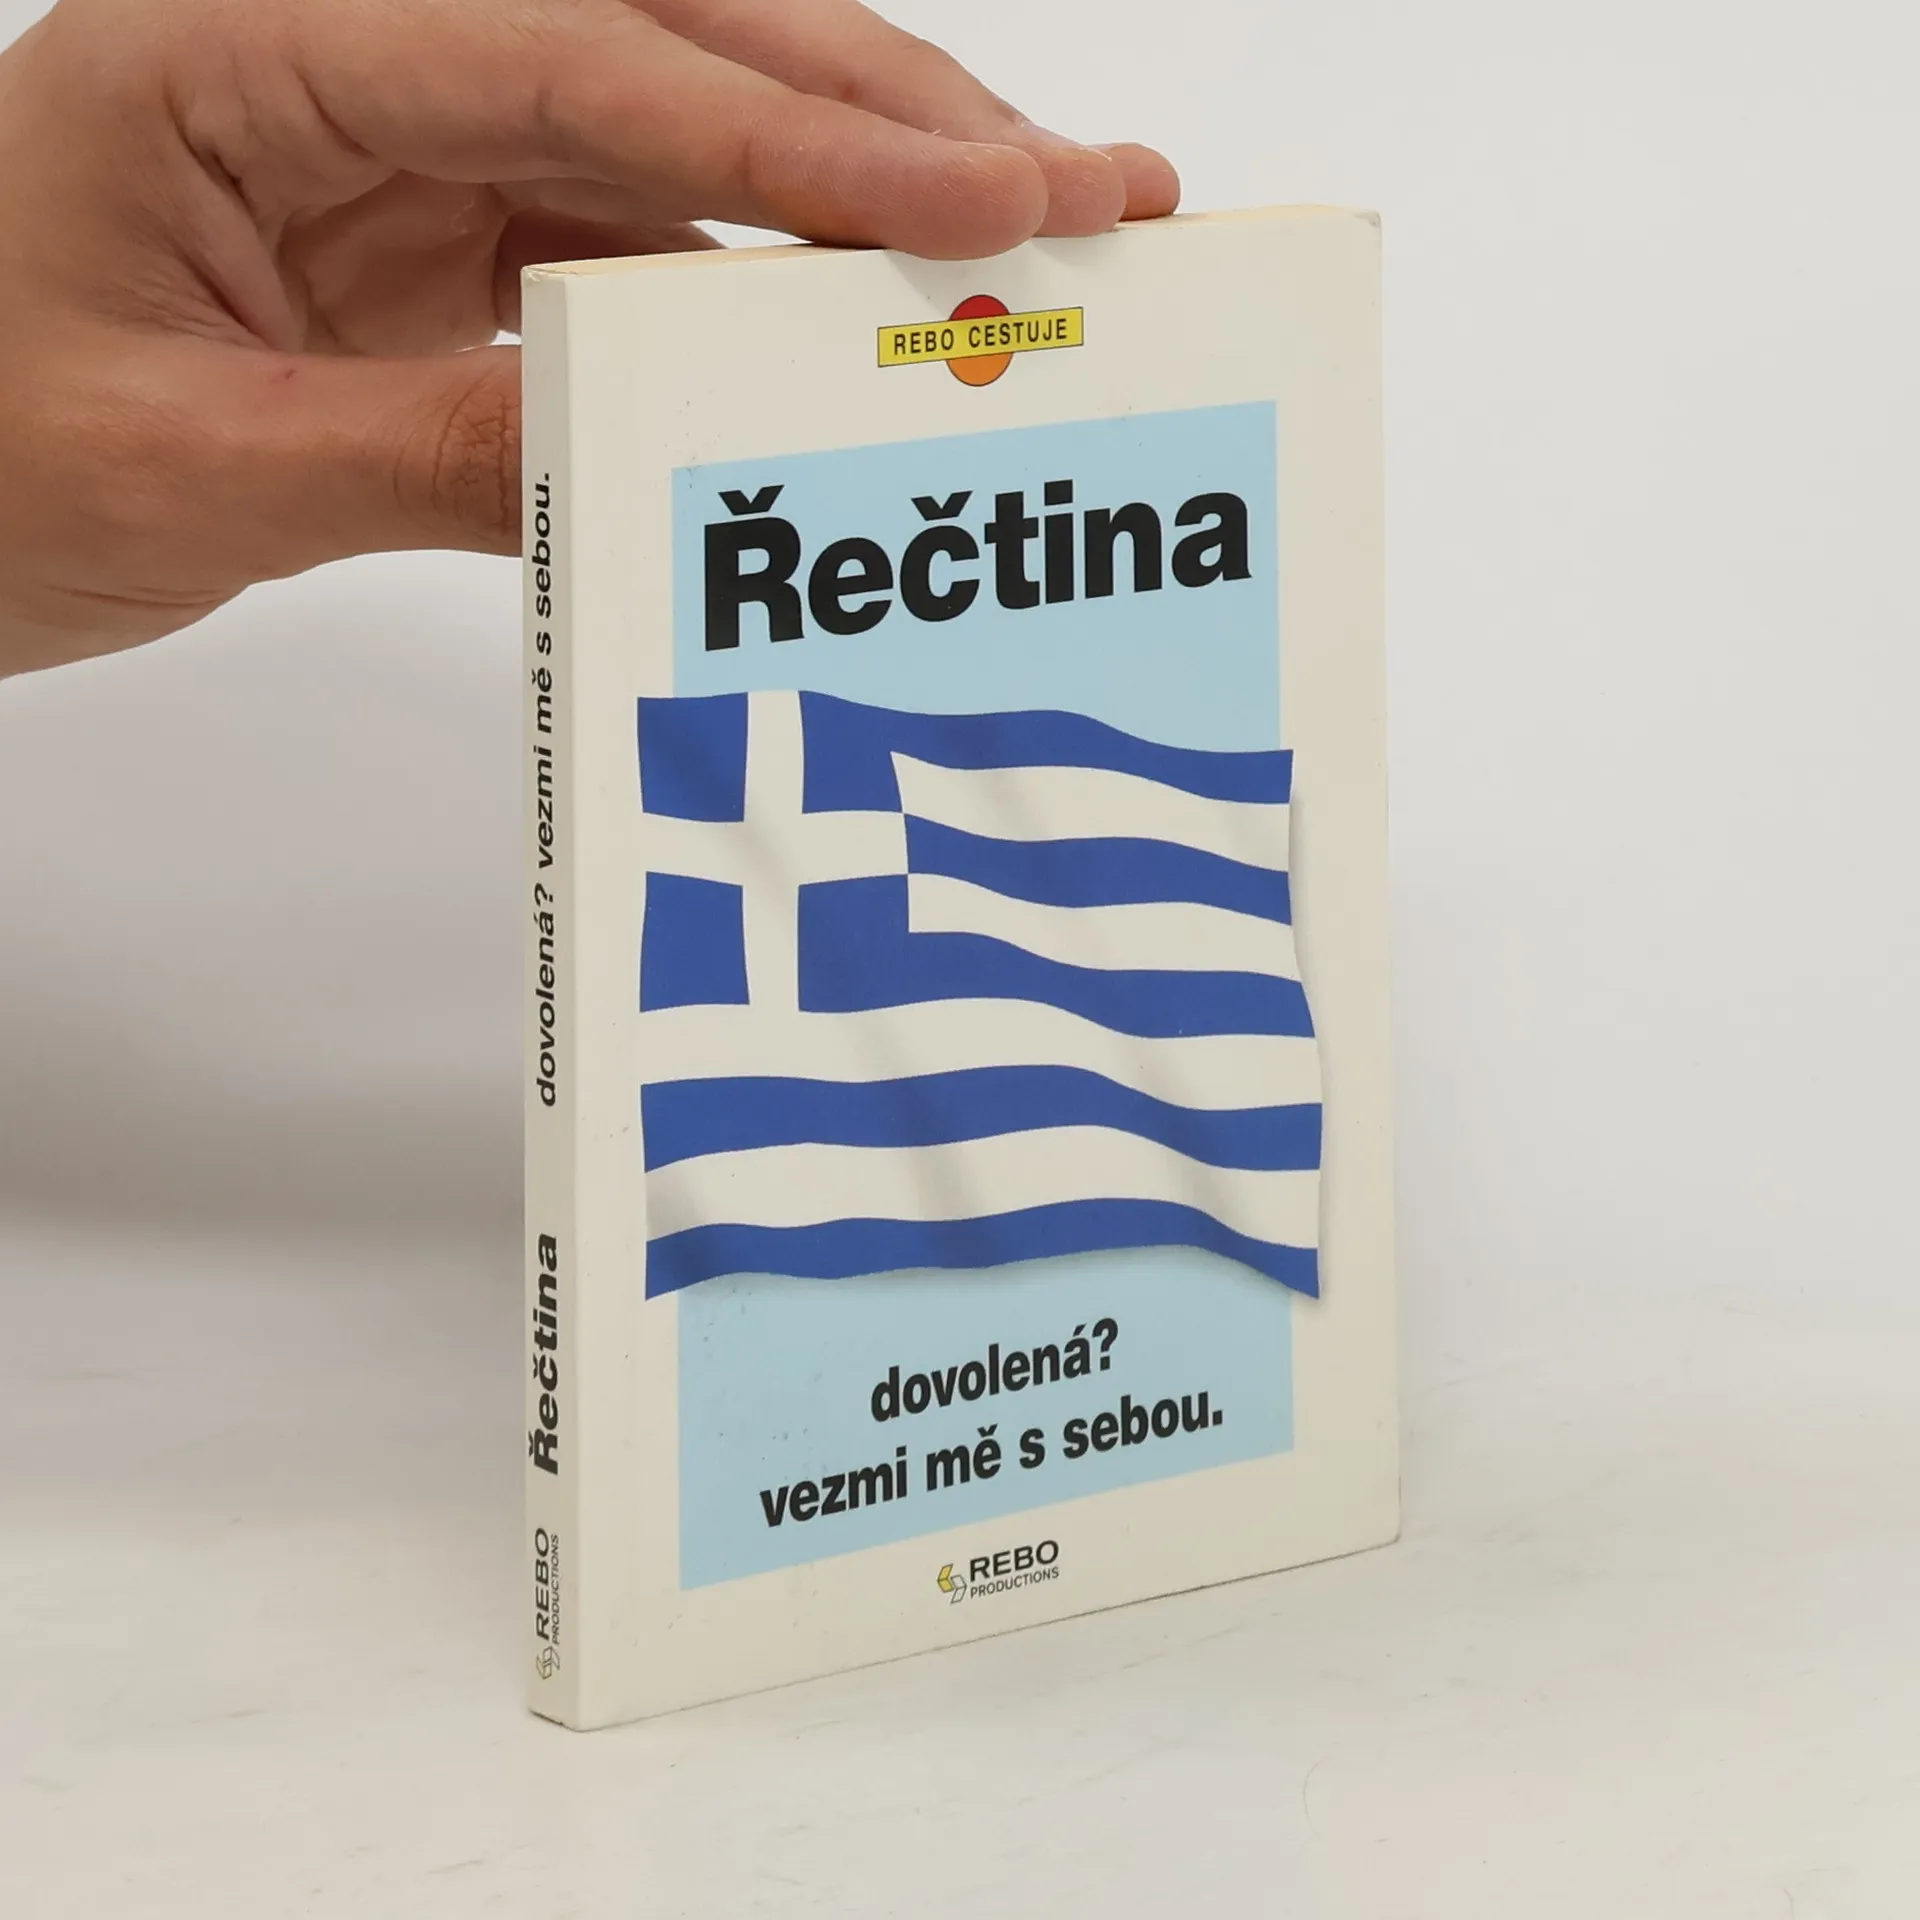 REBO CESTUJE
Řečtina
dovolená?
vezmi mě s sebou.
REBO
PRODUCTIONS
REBO
PRODUCTIONS
Řečtina
dovolená? vezmi mě s sebou.